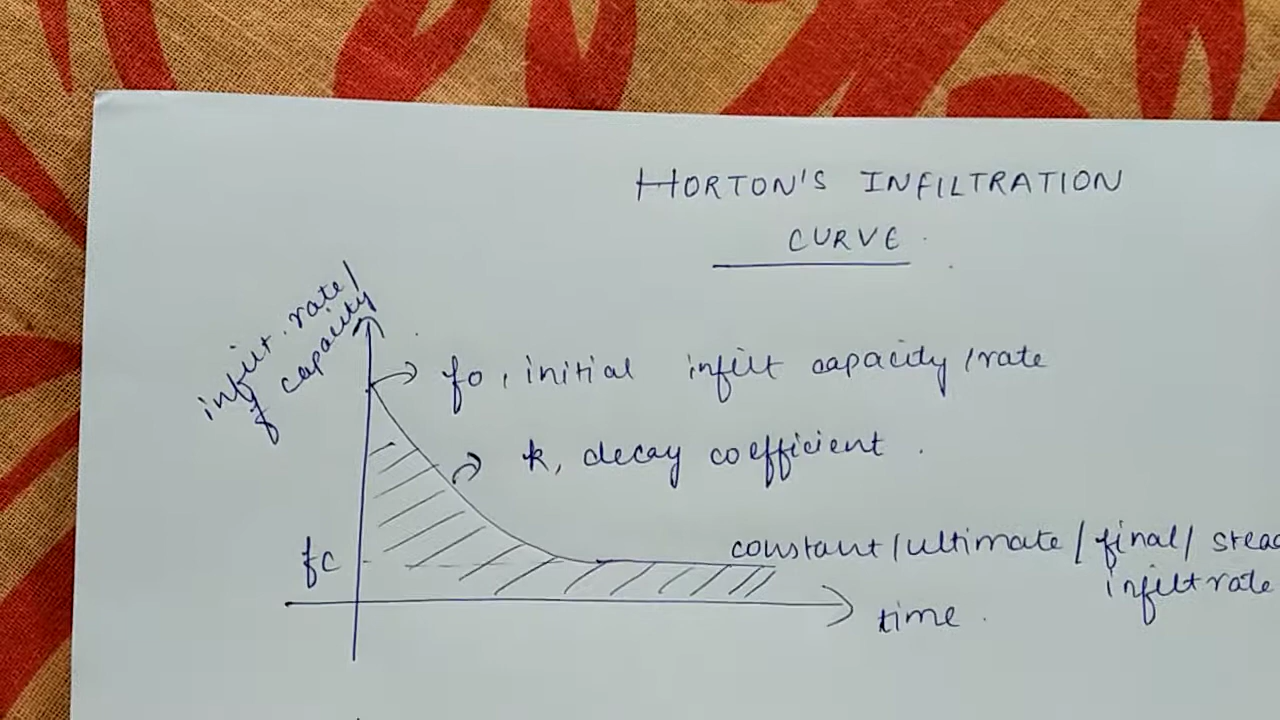 HORTON'S INFILTRATION
CURVE.
infilt. rate/
f capacity
fo, initial infilt capacity/rate
k, decay coefficient.
fc
constant/ultimate/final/
infilt rate
time.